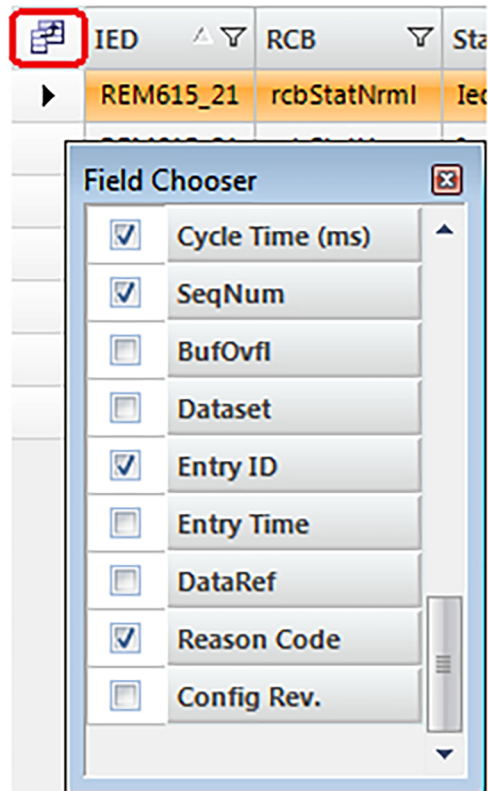 IED RCB Sta
REM615_21 rcbStatNrml Ied
Field Chooser
Cycle Time (ms)
SeqNum
BufOvfl
Dataset
Entry ID
Entry Time
DataRef
Reason Code
Config Rev.